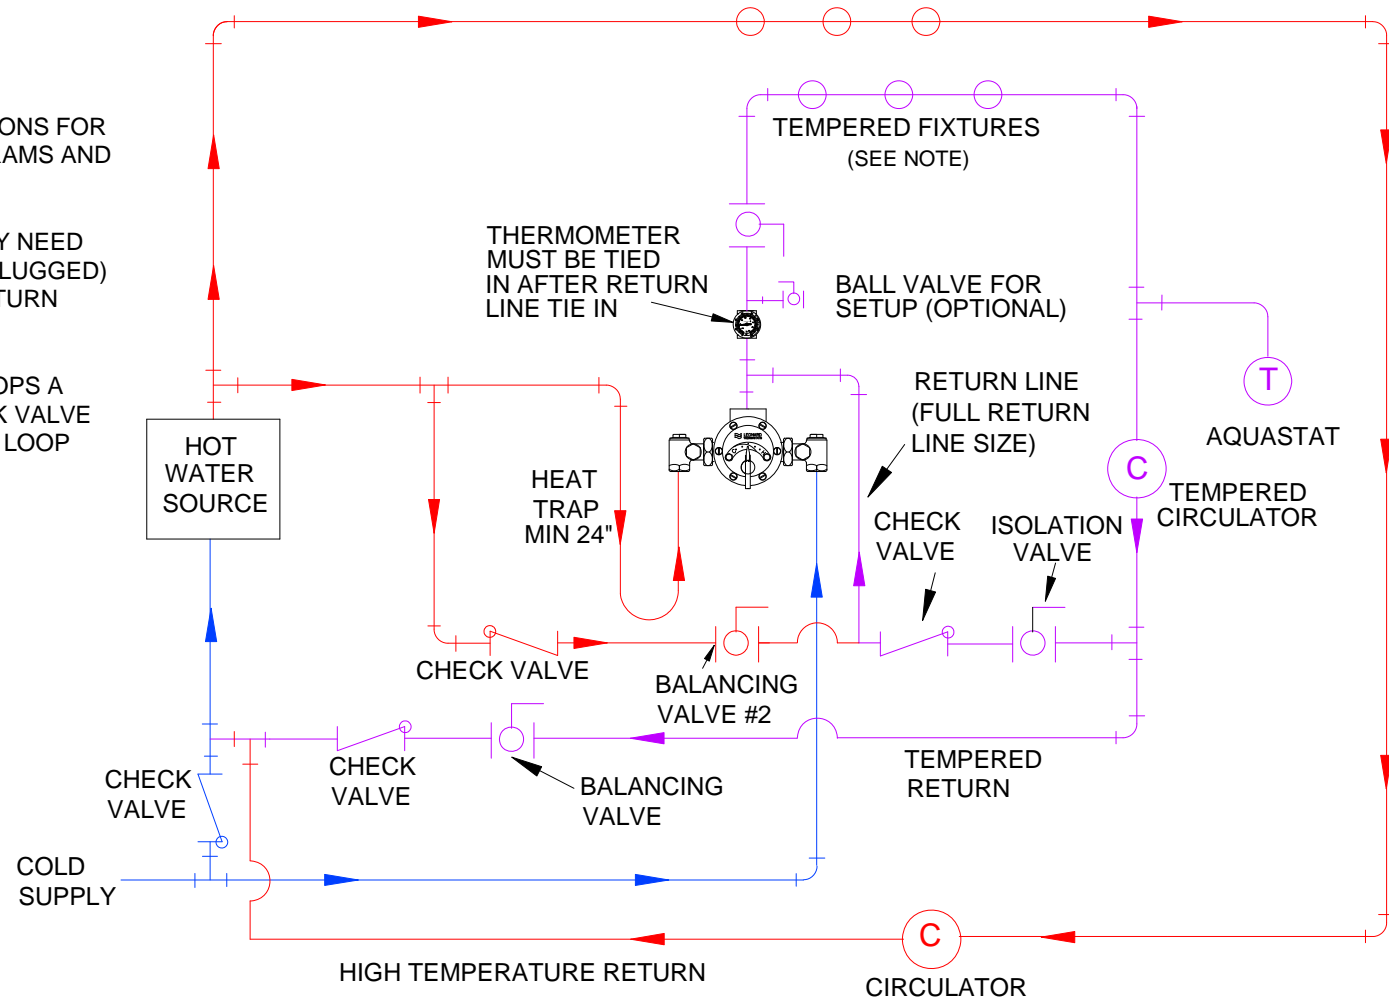 ONS FOR
AMS AND
Y NEED
LUGGED)
TURN
OPS A
K VALVE
LOOP
TEMPERED FIXTURES
(SEE NOTE)
THERMOMETER
MUST BE TIED
IN AFTER RETURN
LINE TIE IN
BALL VALVE FOR
SETUP (OPTIONAL)
RETURN LINE
(FULL RETURN
LINE SIZE)
T
AQUASTAT
HOT
WATER
SOURCE
HEAT
TRAP
MIN 24"
C
TEMPERED
CIRCULATOR
CHECK
VALVE
ISOLATION
VALVE
CHECK VALVE
BALANCING
VALVE #2
CHECK
VALVE
CHECK
VALVE
BALANCING
VALVE
TEMPERED
RETURN
COLD
SUPPLY
C
HIGH TEMPERATURE RETURN
CIRCULATOR